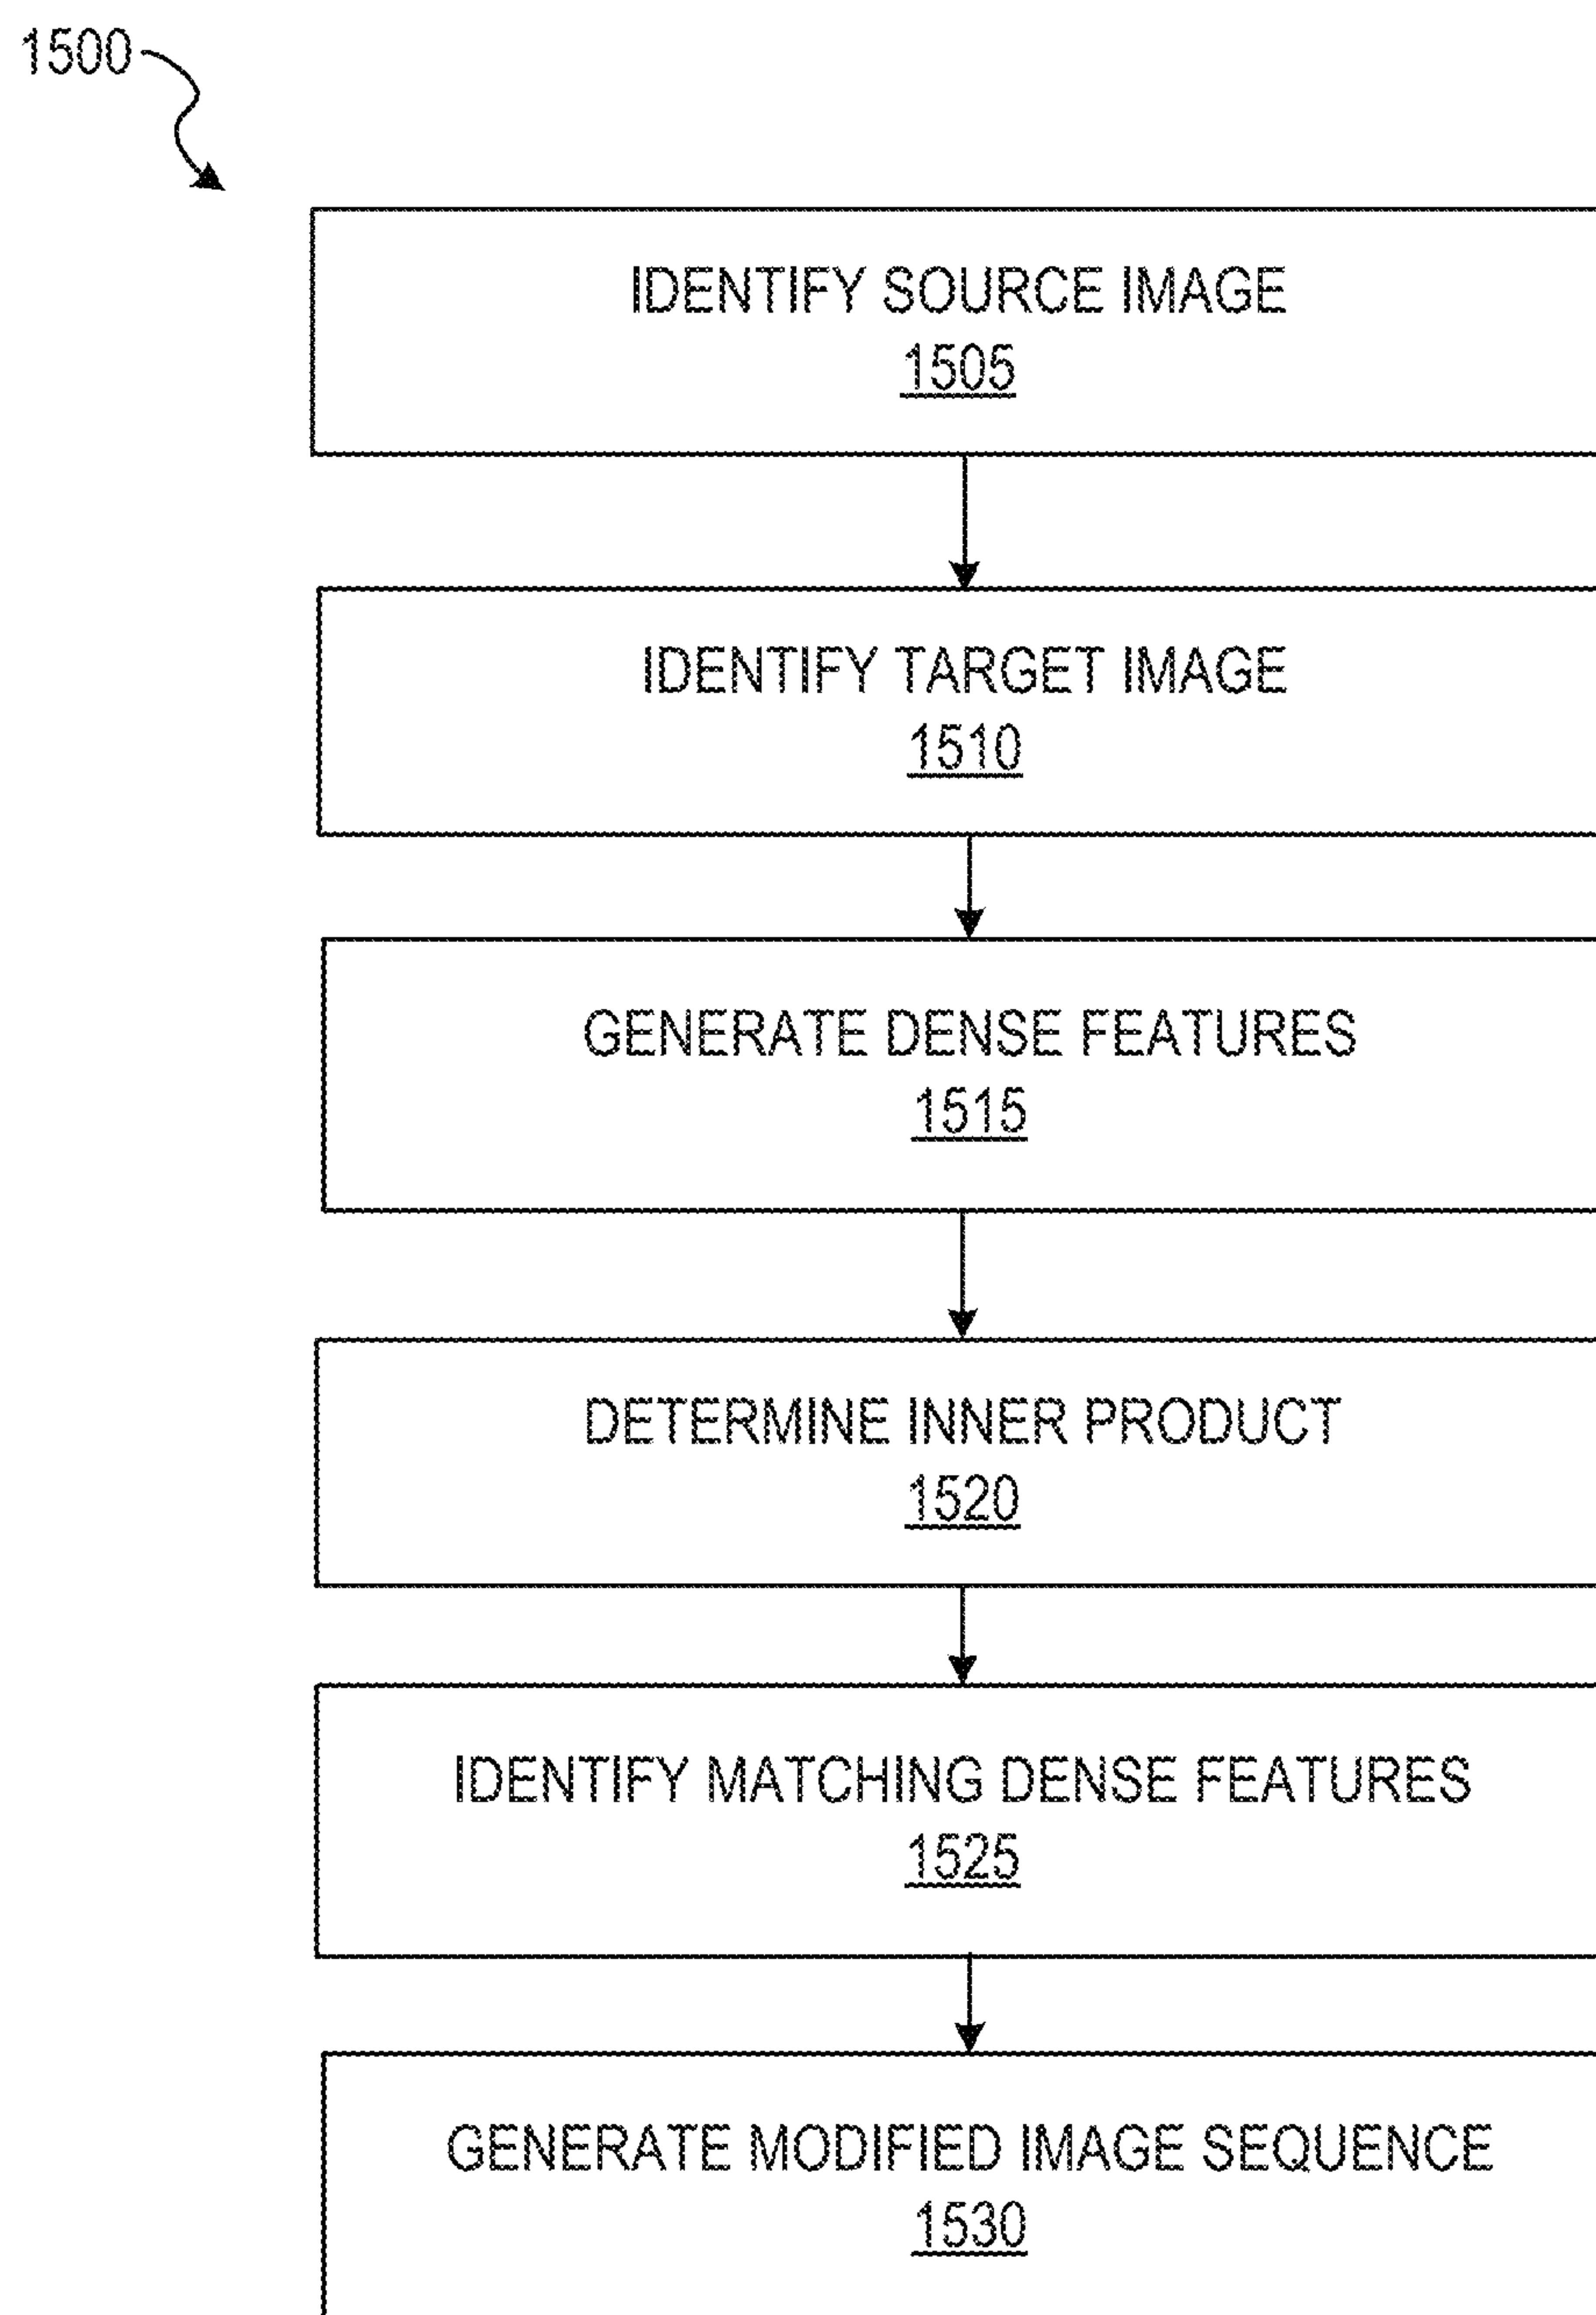 1500
IDENTIFY SOURCE IMAGE
1505
IDENTIFY TARGET IMAGE
1510
GENERATE DENSE FEATURES
1515
DETERMINE INNER PRODUCT
1520
IDENTIFY MATCHING DENSE FEATURES
1525
GENERATE MODIFIED IMAGE SEQUENCE
1530